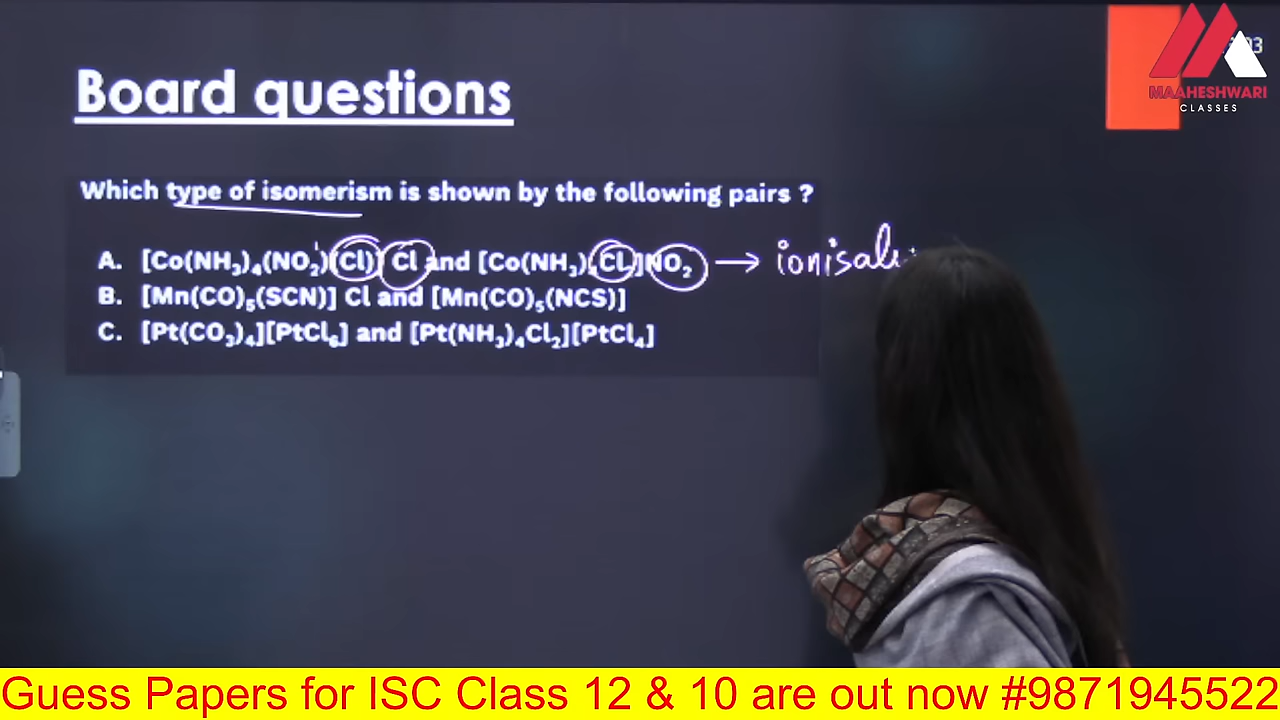 Board questions
MAAHESHWARI
CLASSES
Which type of isomerism is shown by the following pairs ?
A. [Co(NH₃)₄(NO₂)(Cl)] Cl and [Co(NH₃) Cl₂]NO₂ → ionisa
B. [Mn(CO)₅(SCN)] Cl and [Mn(CO)₅(NCS)]
C. [Pt(CO₃)₄][PtCl₆] and [Pt(NH₃)₄Cl₂][PtCl₄]
Guess Papers for ISC Class 12 & 10 are out now #9871945522